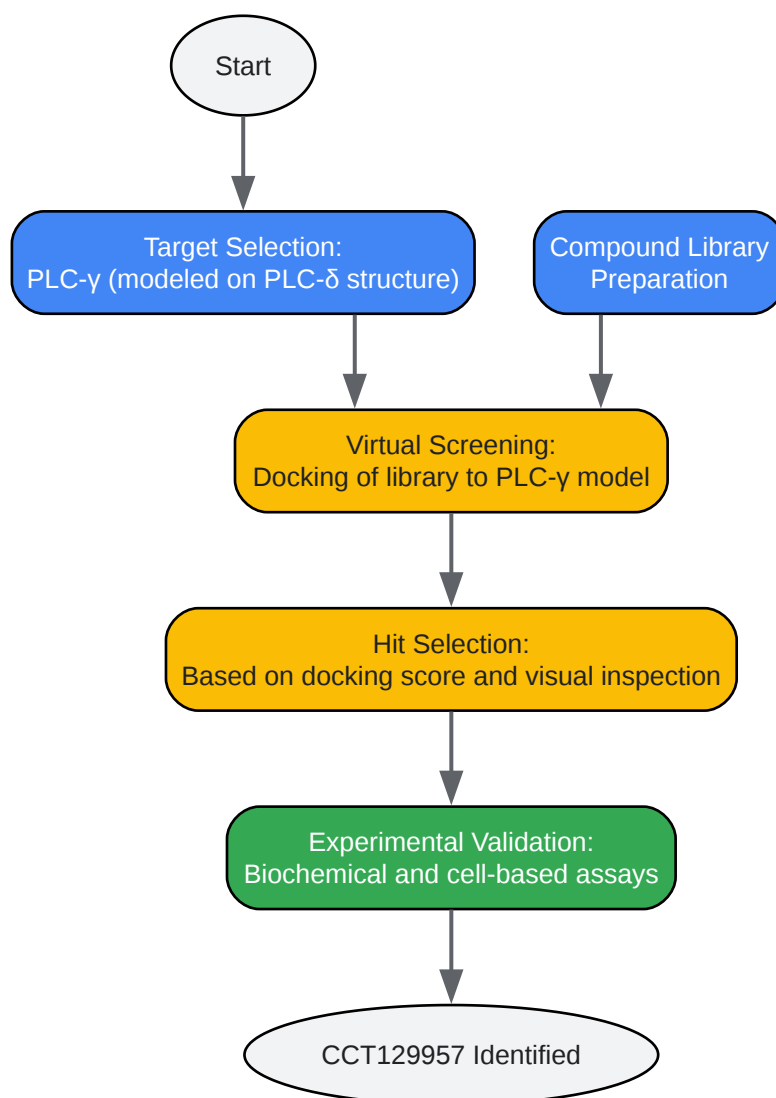 Start
Target Selection:
PLC-γ (modeled on PLC-δ structure)
Compound Library
Preparation
Virtual Screening:
Docking of library to PLC-γ model
Hit Selection:
Based on docking score and visual inspection
Experimental Validation:
Biochemical and cell-based assays
CCT129957 Identified